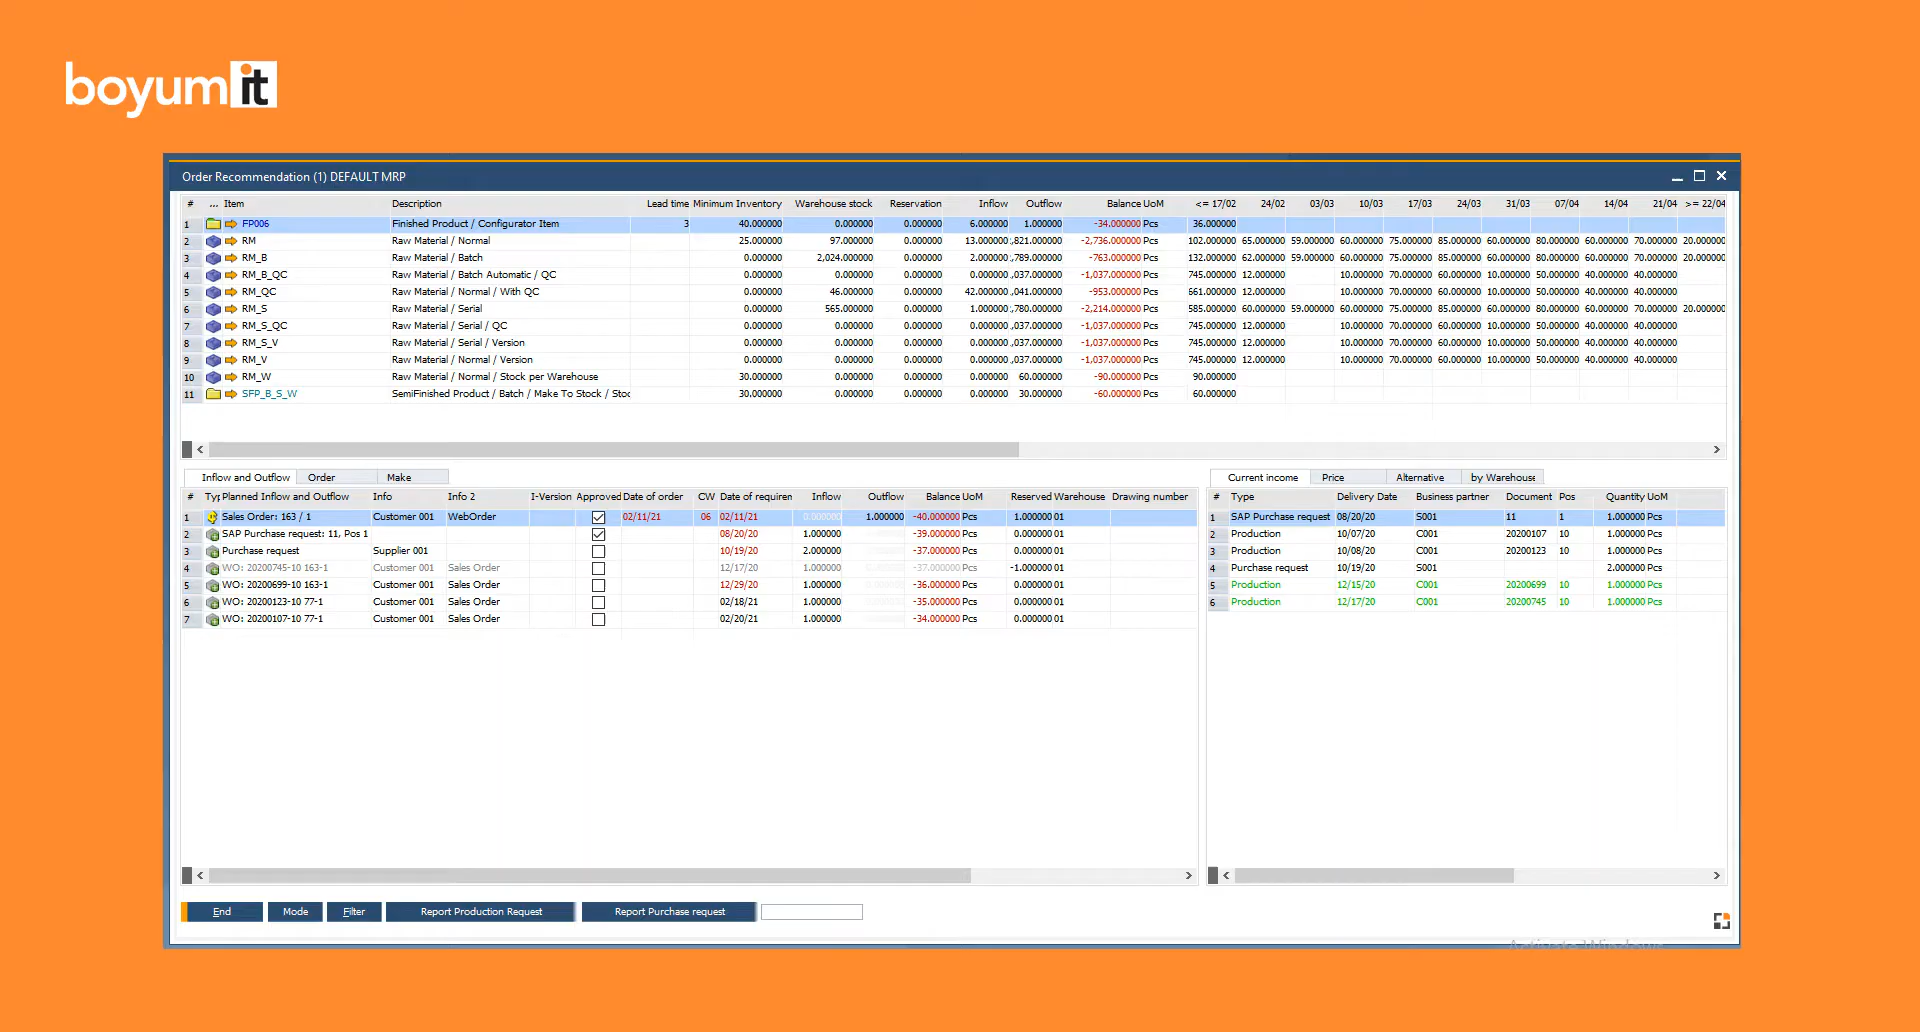 boyumit
Order Recommendation (1) DEFAULT MRP
# ... Item Description Lead time Minimum Inventory Warehouse stock Reservation Inflow Outflow Balance UoM <= 17/02 24/02 03/03 10/03 17/03 24/03 31/03 07/04 14/04 21/04 >= 22/04
1 FP006 Finished Product / Configurator Item 3 40.000000 0.000000 0.000000 6.000000 1.000000 -34.000000 Pcs 36.000000
2 RM Raw Material / Normal 25.000000 97.000000 0.000000 13.000000 ,821.000000 -2,736.000000 Pcs 102.000000 65.000000 59.000000 60.000000 75.000000 85.000000 60.000000 80.000000 60.000000 70.000000 20.000000
3 RM_B Raw Material / Batch 0.000000 2,024.000000 0.000000 2.000000 ,789.000000 -763.000000 Pcs 132.000000 62.000000 59.000000 60.000000 75.000000 85.000000 60.000000 80.000000 60.000000 70.000000 20.000000
4 RM_B_QC Raw Material / Batch Automatic / QC 0.000000 0.000000 0.000000 0.000000 ,037.000000 -1,037.000000 Pcs 745.000000 12.000000 10.000000 70.000000 60.000000 10.000000 50.000000 40.000000 40.000000
5 RM_QC Raw Material / Normal / With QC 0.000000 46.000000 0.000000 42.000000 ,041.000000 -953.000000 Pcs 661.000000 12.000000 10.000000 70.000000 60.000000 10.000000 50.000000 40.000000 40.000000
6 RM_S Raw Material / Serial 0.000000 565.000000 0.000000 1.000000 ,780.000000 -2,214.000000 Pcs 585.000000 60.000000 59.000000 60.000000 75.000000 85.000000 60.000000 80.000000 60.000000 70.000000 20.000000
7 RM_S_QC Raw Material / Serial / QC 0.000000 0.000000 0.000000 0.000000 ,037.000000 -1,037.000000 Pcs 745.000000 12.000000 10.000000 70.000000 60.000000 10.000000 50.000000 40.000000 40.000000
8 RM_S_V Raw Material / Serial / Version 0.000000 0.000000 0.000000 0.000000 ,037.000000 -1,037.000000 Pcs 745.000000 12.000000 10.000000 70.000000 60.000000 10.000000 50.000000 40.000000 40.000000
9 RM_V Raw Material / Normal / Version 0.000000 0.000000 0.000000 0.000000 ,037.000000 -1,037.000000 Pcs 745.000000 12.000000 10.000000 70.000000 60.000000 10.000000 50.000000 40.000000 40.000000
10 RM_W Raw Material / Normal / Stock per Warehouse 30.000000 0.000000 0.000000 0.000000 60.000000 -90.000000 Pcs 90.000000
11 SFP_B_S_W SemiFinished Product / Batch / Make To Stock / Stoc 30.000000 0.000000 0.000000 0.000000 30.000000 -60.000000 Pcs 60.000000
Inflow and Outflow Order Make
# Typ Planned Inflow and Outflow Info Info 2 I-Version Approved Date of order CW Date of requiren Inflow Outflow Balance UoM Reserved Warehouse Drawing number
1 Sales Order: 163 / 1 Customer 001 WebOrder 02/11/21 06 02/11/21 0.000000 1.000000 -40.000000 Pcs 1.000000 01
2 SAP Purchase request: 11, Pos 1 08/20/20 1.000000 -39.000000 Pcs 0.000000 01
3 Purchase request Supplier 001 10/19/20 2.000000 -37.000000 Pcs 0.000000 01
4 WO: 20200745-10 163-1 Customer 001 Sales Order 12/17/20 1.000000 -37.000000 Pcs -1.000000 01
5 WO: 20200699-10 163-1 Customer 001 Sales Order 12/29/20 1.000000 -36.000000 Pcs 0.000000 01
6 WO: 20200123-10 77-1 Customer 001 Sales Order 02/18/21 1.000000 -35.000000 Pcs 0.000000 01
7 WO: 20200107-10 77-1 Customer 001 Sales Order 02/20/21 1.000000 -34.000000 Pcs 0.000000 01
Current income Price Alternative by Warehouse
# Type Delivery Date Business partner Document Pos Quantity UoM
1 SAP Purchase request 08/20/20 S001 11 1 1.000000 Pcs
2 Production 10/07/20 C001 20200107 10 1.000000 Pcs
3 Production 10/08/20 C001 20200123 10 1.000000 Pcs
4 Purchase request 10/19/20 S001 2.000000 Pcs
5 Production 12/15/20 C001 20200699 10 1.000000 Pcs
6 Production 12/17/20 C001 20200745 10 1.000000 Pcs
End Mode Filter Report Production Request Report Purchase request